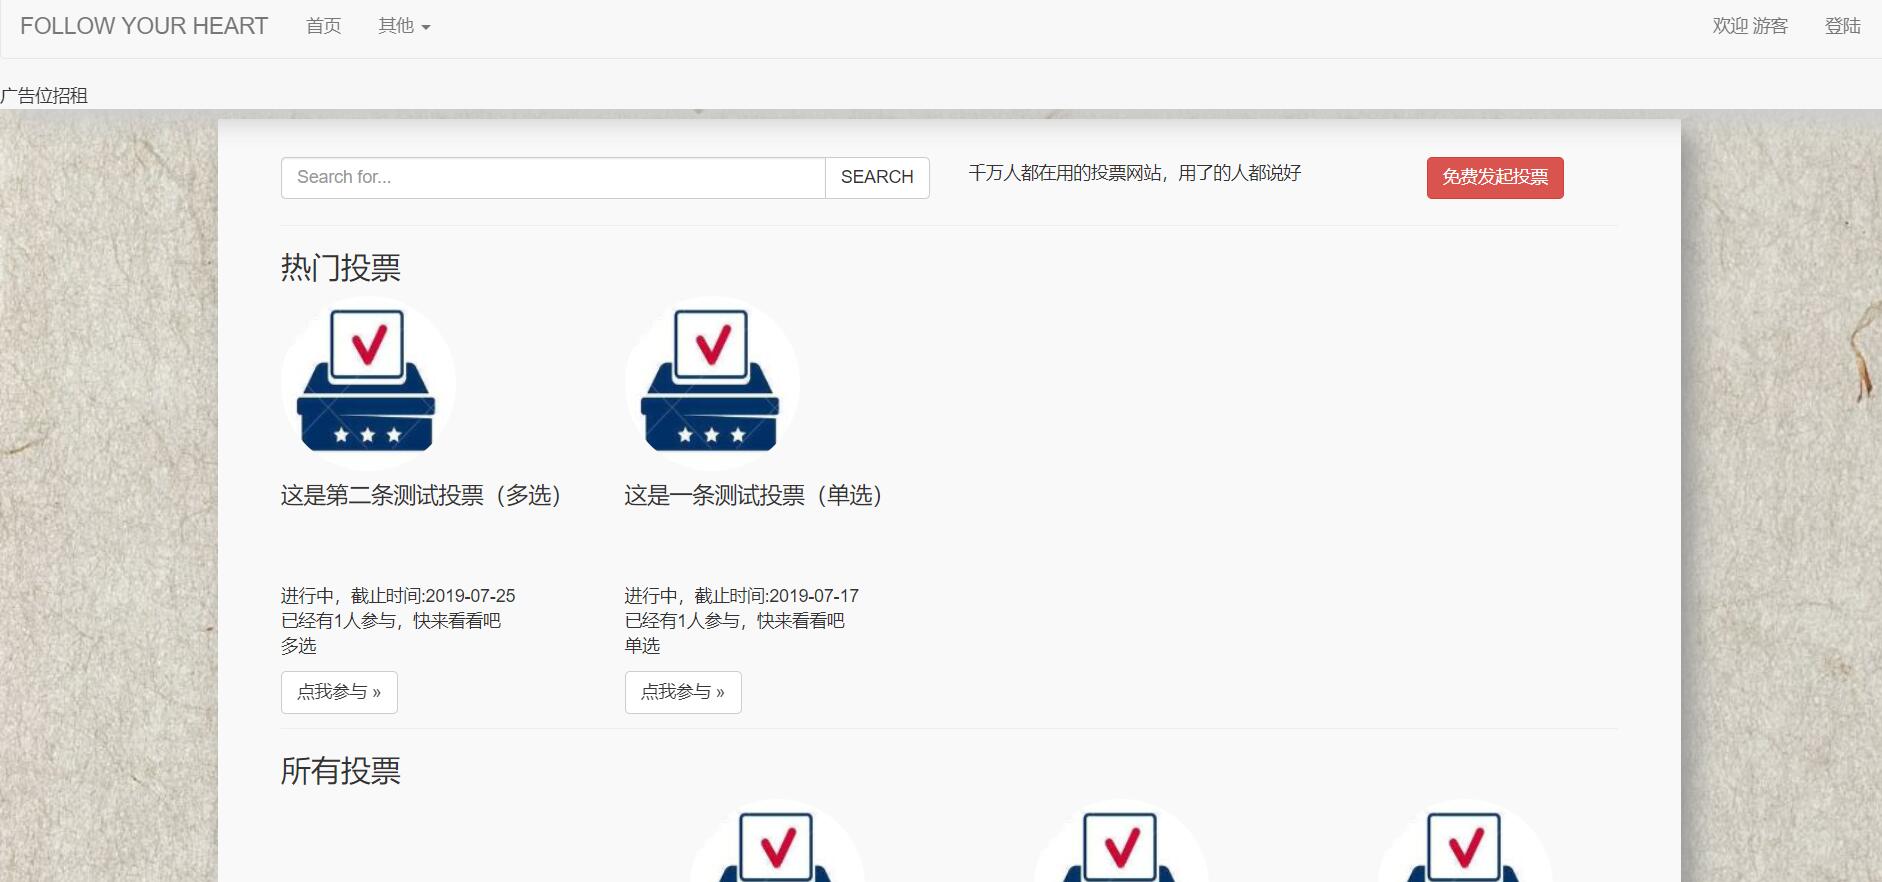 FOLLOW YOUR HEART 首页 其他 欢迎 游客 登陆
广告位招租
Search for... SEARCH 千万人都在用的投票网站，用了的人都说好 免费发起投票
热门投票
这是第二条测试投票（多选） 这是一条测试投票（单选）
进行中，截止时间:2019-07-25 进行中，截止时间:2019-07-17
已经有1人参与，快来看看吧 已经有1人参与，快来看看吧
多选 单选
点我参与 » 点我参与 »
所有投票